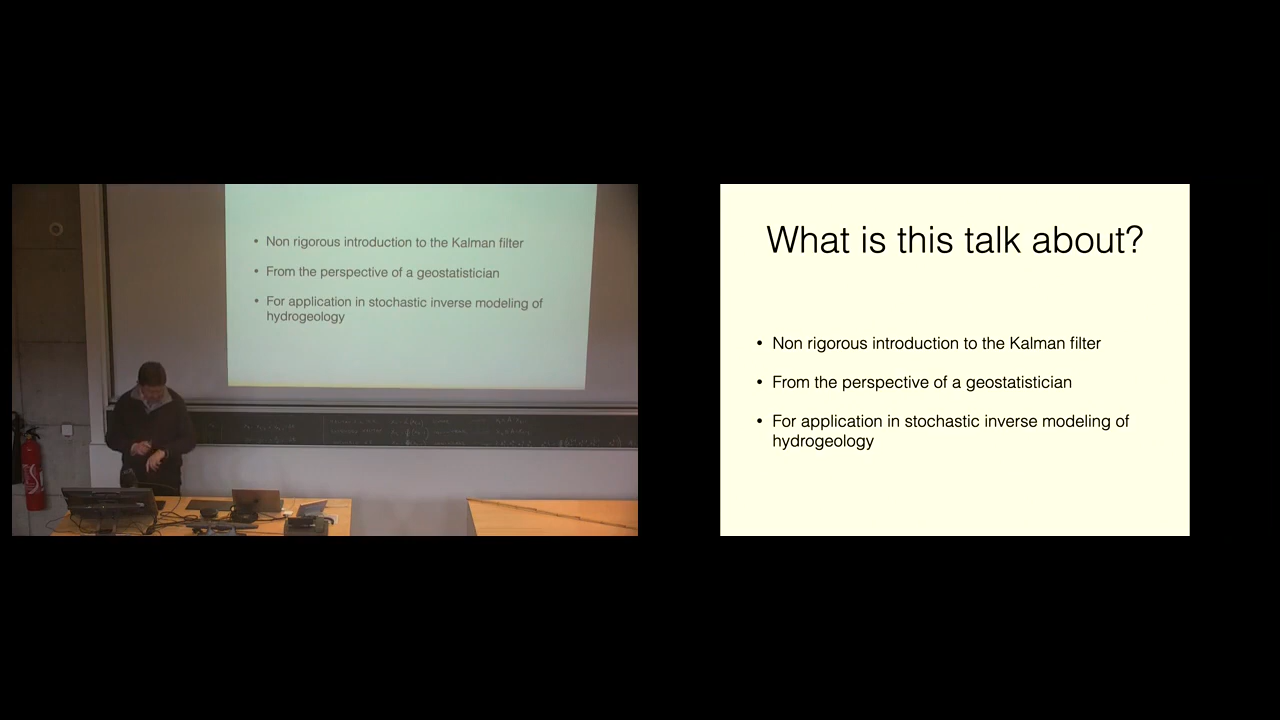 • Non rigorous introduction to the Kalman filter
• From the perspective of a geostatistician
• For application in stochastic inverse modeling of
hydrogeology
What is this talk about?
• Non rigorous introduction to the Kalman filter
• From the perspective of a geostatistician
• For application in stochastic inverse modeling of
hydrogeology